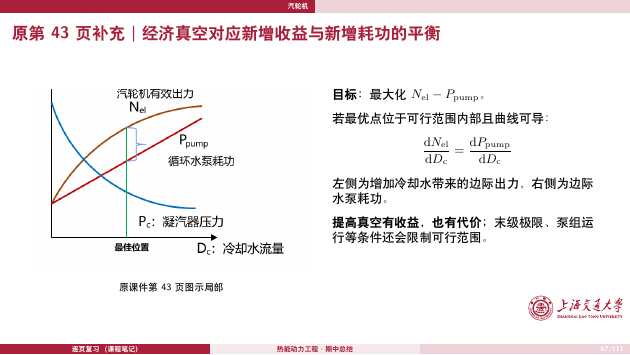 汽轮机
原第 43 页补充｜经济真空对应新增收益与新增耗功的平衡
汽轮机有效出力
Nel
Ppump
循环水泵耗功
Pc：凝汽器压力
最佳位置
Dc：冷却水流量
原课件第 43 页图示局部
目标：最大化 Nel − Ppump。
若最优点位于可行范围内部且曲线可导：
dNel/dDc = dPpump/dDc
左侧为增加冷却水带来的边际出力，右侧为边际
水泵耗功。
提高真空有收益，也有代价；末级极限、泵组运
行等条件还会限制可行范围。
上海交通大学
SHANGHAI JIAO TONG UNIVERSITY
逐页复习（课程笔记）
热能动力工程 · 期中总结
67/111